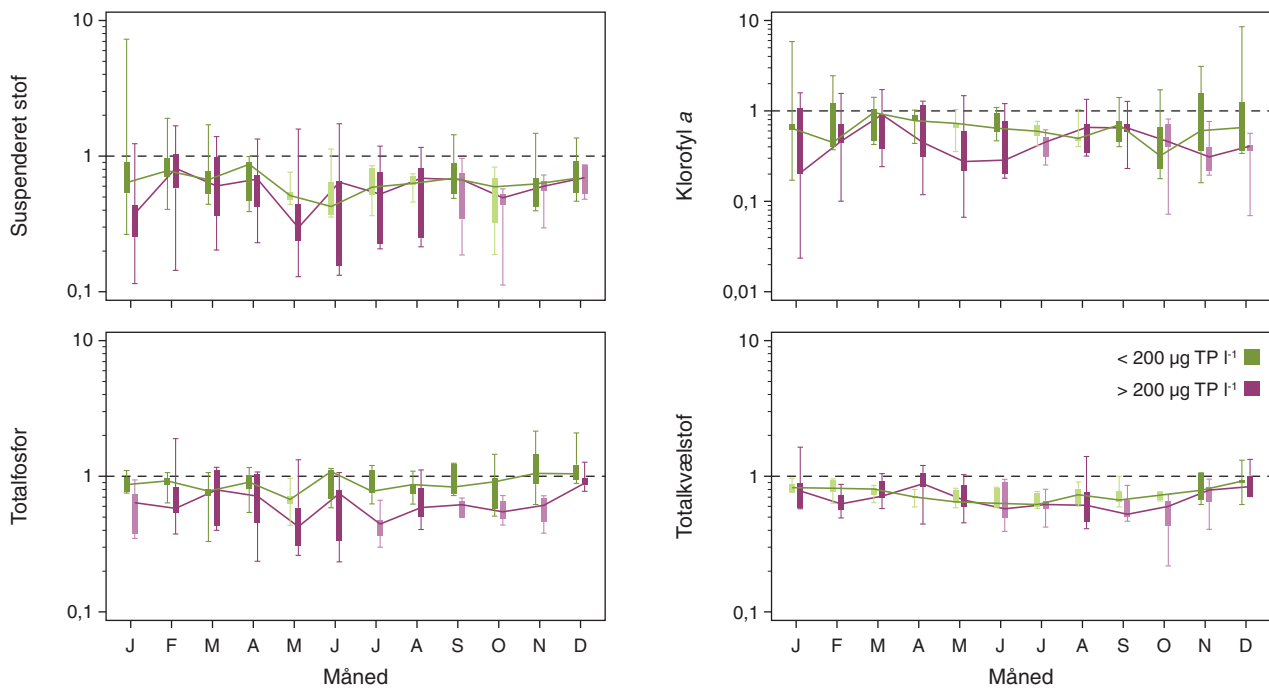 Suspenderet stof
10
1
0,1
Klorofyl a
10
1
0,1
0,01
Totalfosfor
10
1
0,1
J F M A M J J A S O N D
Måned
Totalkvælstof
10
1
0,1
< 200 µg TP l⁻¹
> 200 µg TP l⁻¹
J F M A M J J A S O N D
Måned